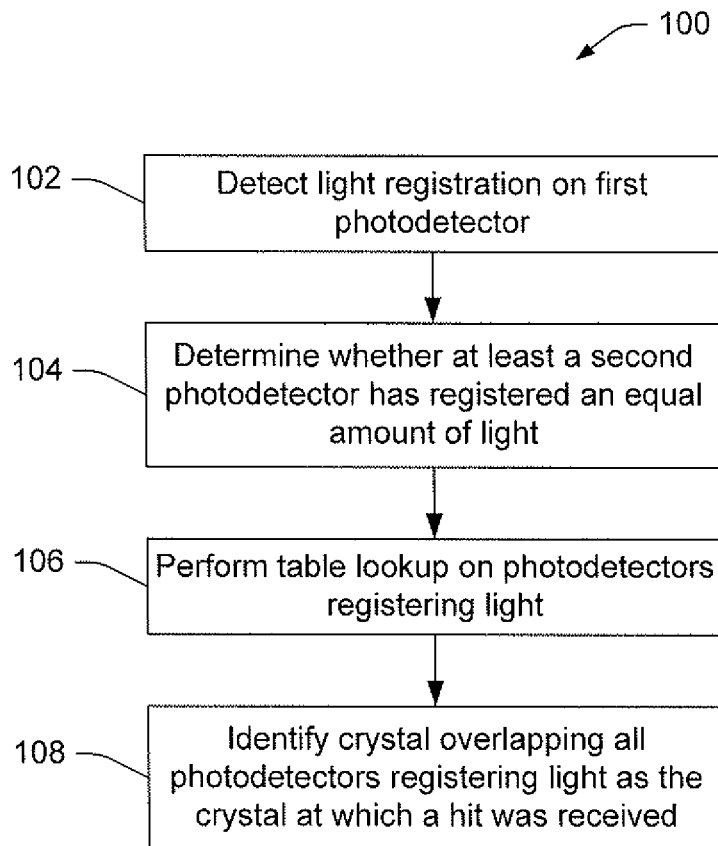 100
102
Detect light registration on first
photodetector
104
Determine whether at least a second
photodetector has registered an equal
amount of light
106
Perform table lookup on photodetectors
registering light
108
Identify crystal overlapping all
photodetectors registering light as the
crystal at which a hit was received